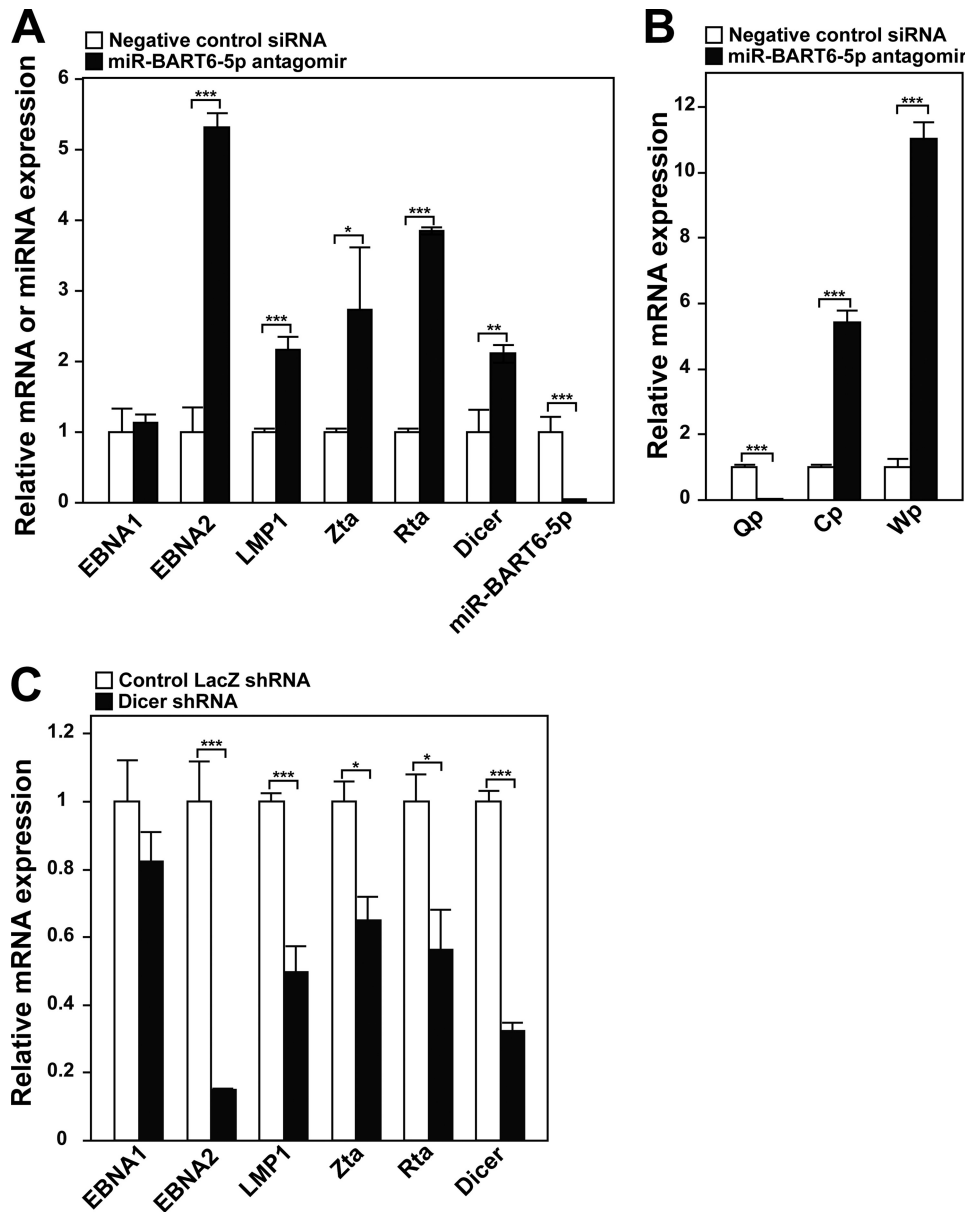 A
Negative control siRNA
miR-BART6-5p antagomir
Relative mRNA or miRNA expression
6
5
4
3
2
1
0
***
***
*
***
**
***
EBNA1
EBNA2
LMP1
Zta
Rta
Dicer
miR-BART6-5p
B
Negative control siRNA
miR-BART6-5p antagomir
Relative mRNA expression
12
10
8
6
4
2
0
***
***
***
Qp
Cp
Wp
C
Control LacZ shRNA
Dicer shRNA
Relative mRNA expression
1.2
1
0.8
0.6
0.4
0.2
0
***
***
*
*
***
EBNA1
EBNA2
LMP1
Zta
Rta
Dicer